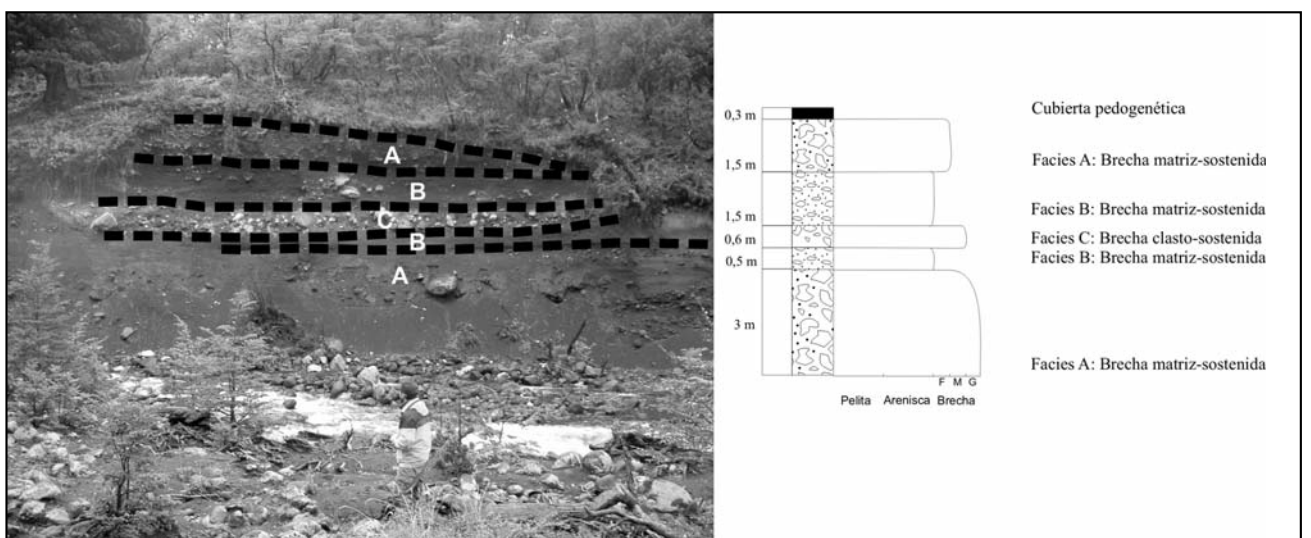 A
B
C
B
A
0,3 m
Cubierta pedogenética
1,5 m
Facies A: Brecha matriz-sostenida
1,5 m
Facies B: Brecha matriz-sostenida
0,6 m
Facies C: Brecha clasto-sostenida
0,5 m
Facies B: Brecha matriz-sostenida
3 m
Facies A: Brecha matriz-sostenida
F M G
Pelita Arenisca Brecha